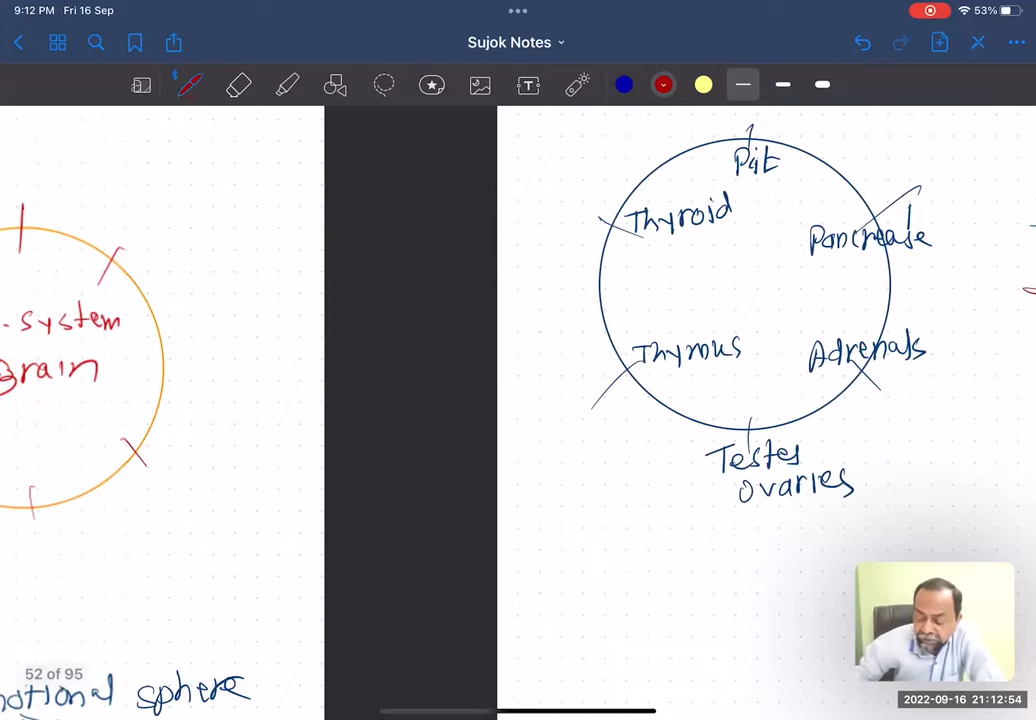 9:12 PM Fri 16 Sep
53%
Sujok Notes
T
Pit
Thyroid
Pancrease
. system
Brain
Thymus
Adrenals
Testes
ovaries
52 of 95
notional sphere
2022-09-16 21:12:54